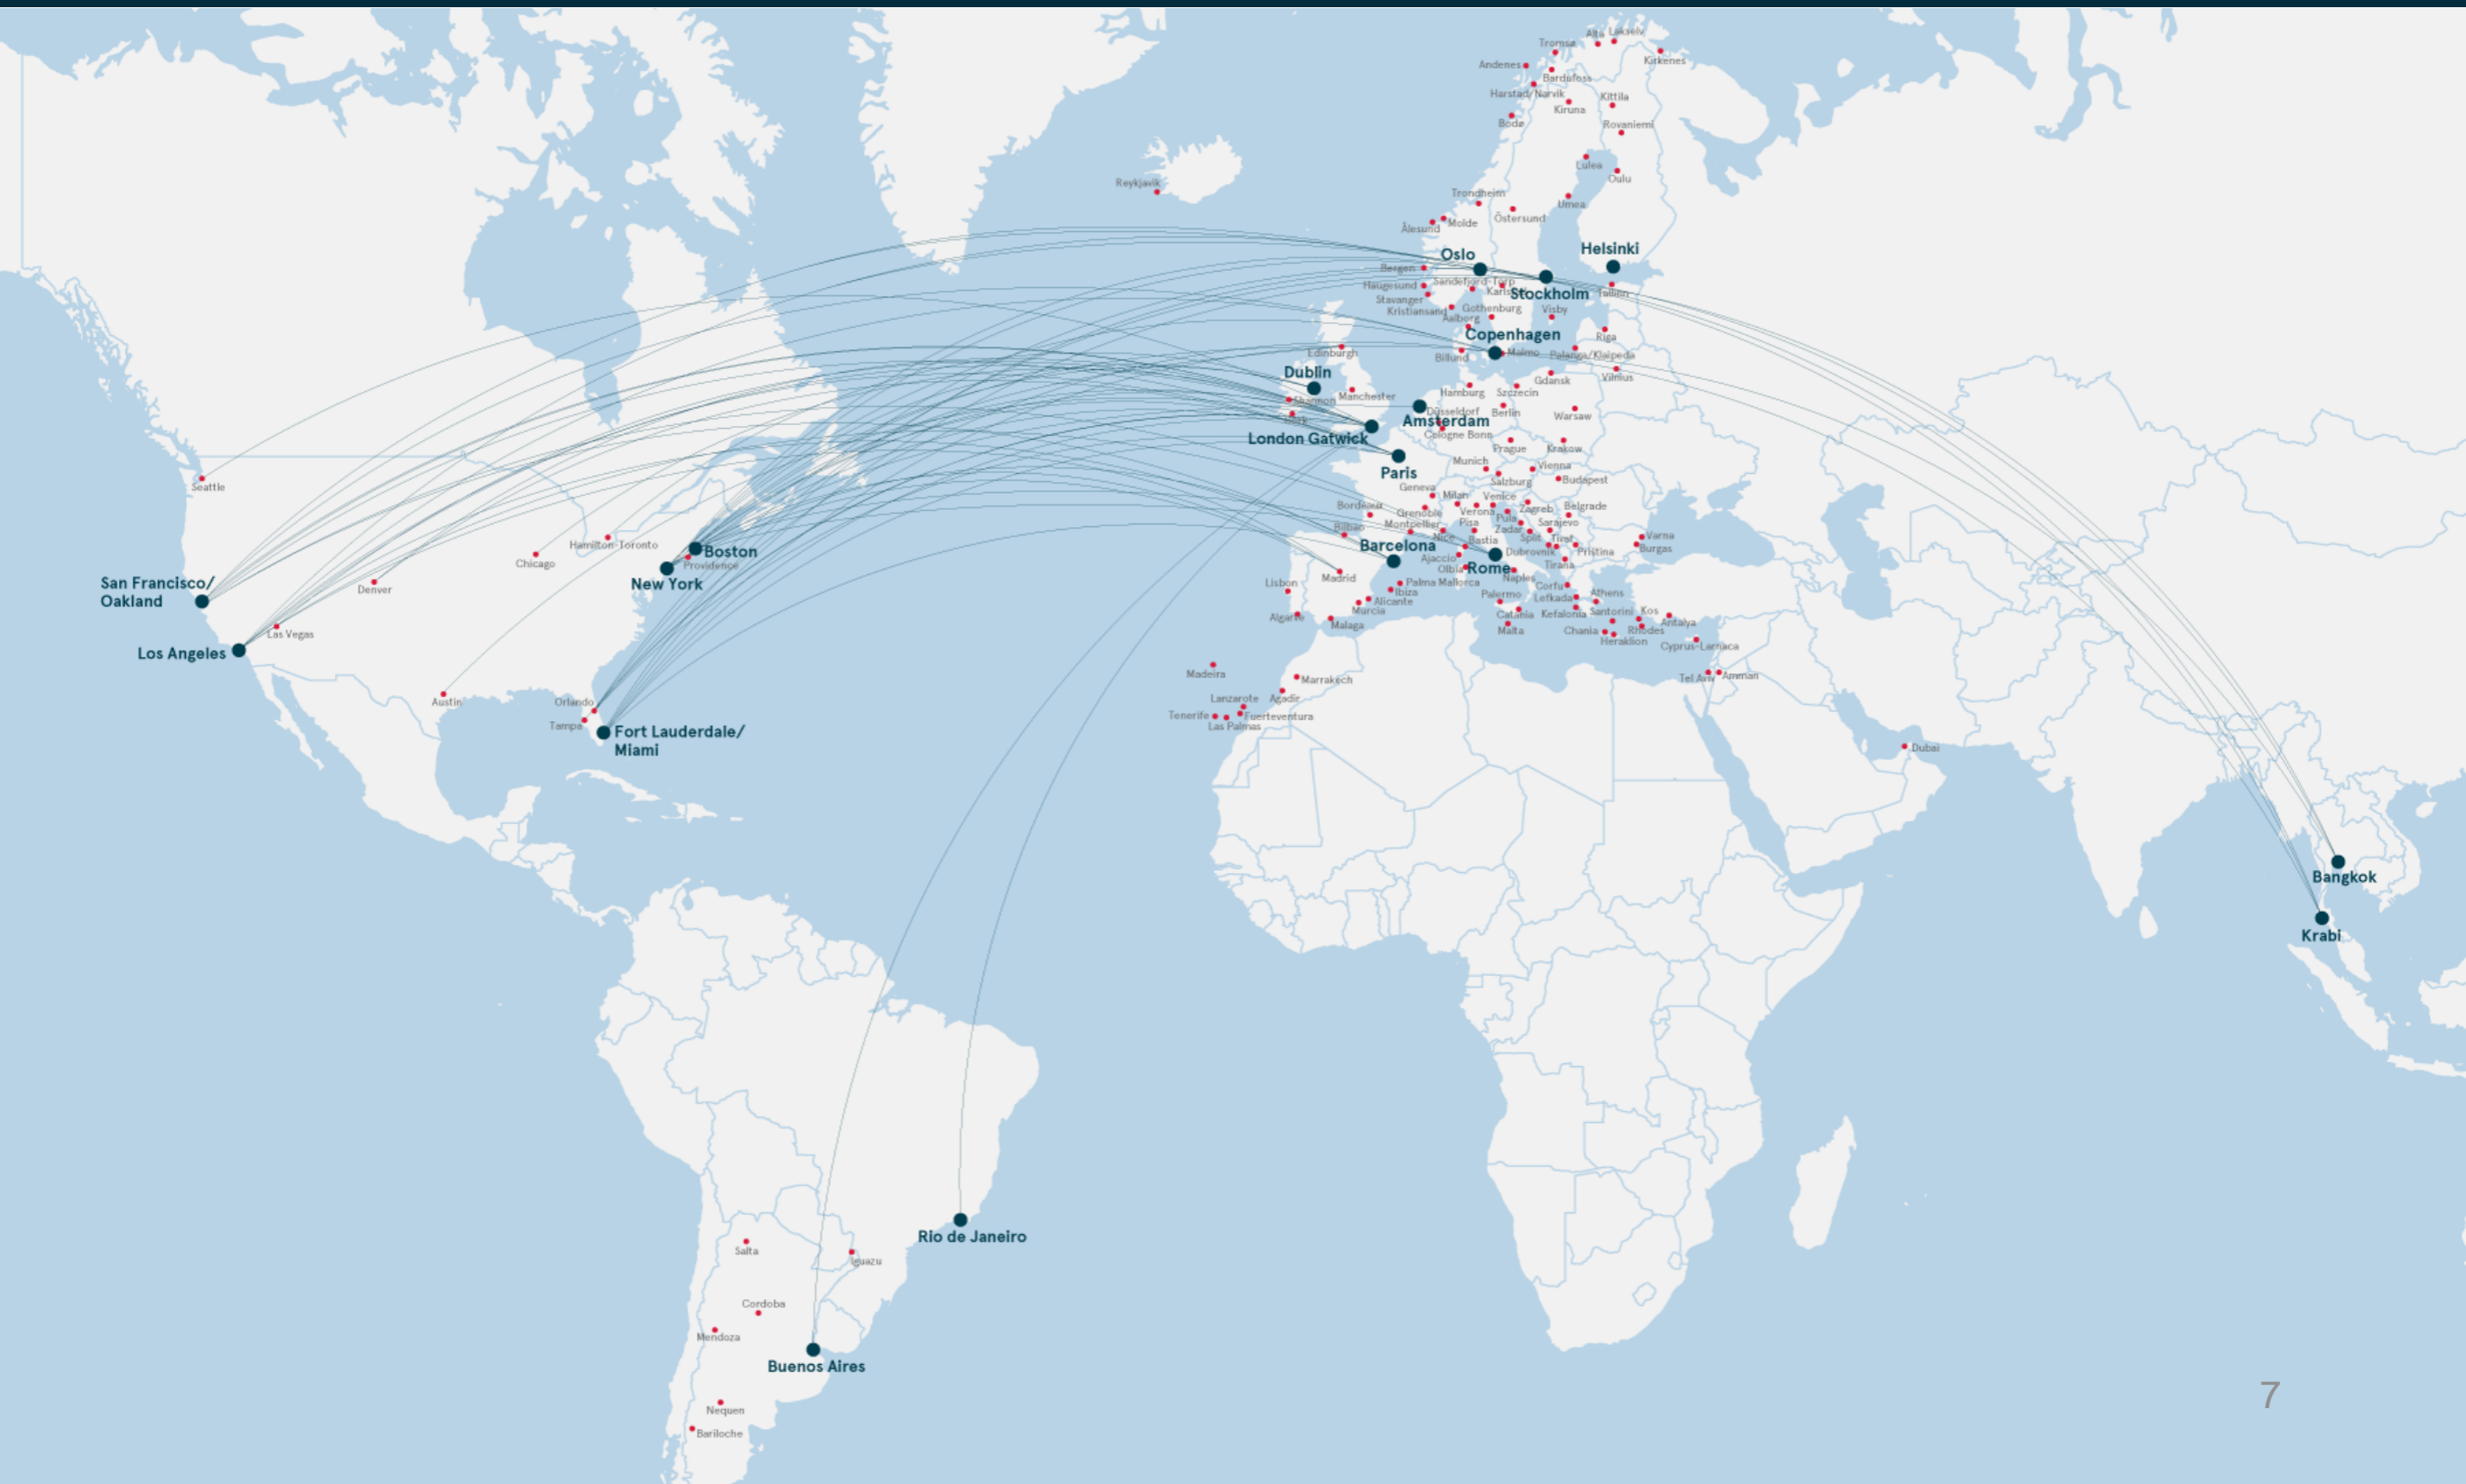 Alta
Lakselv
Tromsø
Kirkenes
Andenes
Bardufoss
Harstad/Narvik
Kittila
Kiruna
Bodø
Rovaniemi
Lulea
Oulu
Reykjavik
Trondheim
Umea
Östersund
Molde
Ålesund
Helsinki
Oslo
Bergen
Sandefjord-Torp
Haugesund
Stockholm
Tallinn
Stavanger
Kristiansand
Gothenburg
Visby
Aalborg
Copenhagen
Riga
Edinburgh
Billund
Malmo
Palanga/Klaipeda
Dublin
Vilnius
Gdansk
Shannon
Manchester
Hamburg
Szczecin
Düsseldorf
Berlin
Warsaw
Cork
Amsterdam
Cologne Bonn
London Gatwick
Prague
Krakow
Paris
Munich
Vienna
Salzburg
Budapest
Seattle
Geneva
Milan
Venice
Bordeaux
Grenoble
Verona
Zagreb
Belgrade
Montpellier
Pisa
Pula
Sarajevo
Bilbao
Zadar
Nice
Bastia
Split
Tivat
Varna
Hamilton-Toronto
Boston
Barcelona
Dubrovnik
Pristina
Burgas
Chicago
Providence
Ajaccio
Tirana
Olbia
Rome
New York
San Francisco/
Oakland
Denver
Lisbon
Madrid
Palma Mallorca
Naples
Ibiza
Corfu
Athens
Palermo
Lefkada
Alicante
Murcia
Catania
Kefalonia
Santorini
Kos
Algarve
Malaga
Malta
Chania
Rhodes
Antalya
Heraklion
Las Vegas
Cyprus-Larnaca
Los Angeles
Madeira
Marrakech
Tel Aviv
Amman
Austin
Orlando
Lanzarote
Agadir
Tenerife
Fuerteventura
Las Palmas
Tampa
Fort Lauderdale/
Miami
Dubai
Bangkok
Krabi
Rio de Janeiro
Salta
Iguazu
Cordoba
Mendoza
Buenos Aires
Nequen
Bariloche
7